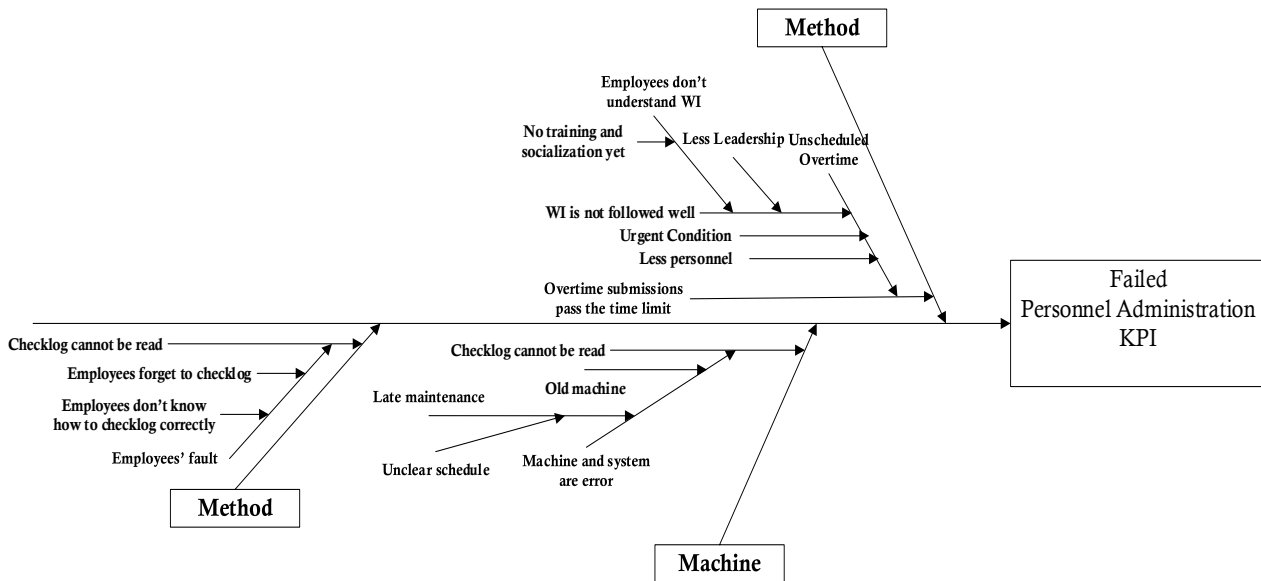 Method
Employees don't
understand WI
No training and
socialization yet
Less Leadership
Unscheduled
Overtime
WI is not followed well
Urgent Condition
Less personnel
Overtime submissions
pass the time limit
Failed
Personnel Administration
KPI
Checklog cannot be read
Employees forget to checklog
Employees don't know
how to checklog correctly
Employees' fault
Method
Checklog cannot be read
Old machine
Late maintenance
Unclear schedule
Machine and system
are error
Machine